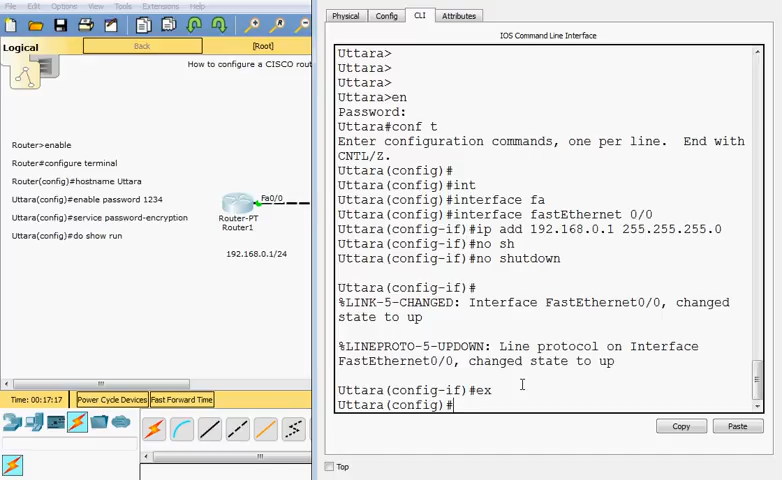 File Edit Options View Tools Extensions Help
Logical
Back
[Root]
How to configure a CISCO rout
Router>enable
Router#configure terminal
Router(config)#hostname Uttara
Uttara(config)#enable password 1234
Uttara(config)#service password-encryption
Uttara(config)#do show run
Fa0/0
Router-PT
Router1
192.168.0.1/24
Time: 00:17:17
Power Cycle Devices
Fast Forward Time
Physical
Config
CLI
Attributes
IOS Command Line Interface
Uttara>
Uttara>
Uttara>
Uttara>en
Password:
Uttara#conf t
Enter configuration commands, one per line. End with
CNTL/Z.
Uttara(config)#
Uttara(config)#int
Uttara(config)#interface fa
Uttara(config)#interface fastEthernet 0/0
Uttara(config-if)#ip add 192.168.0.1 255.255.255.0
Uttara(config-if)#no sh
Uttara(config-if)#no shutdown
Uttara(config-if)#
%LINK-5-CHANGED: Interface FastEthernet0/0, changed
state to up
%LINEPROTO-5-UPDOWN: Line protocol on Interface
FastEthernet0/0, changed state to up
Uttara(config-if)#ex
Uttara(config)#
Copy
Paste
Top